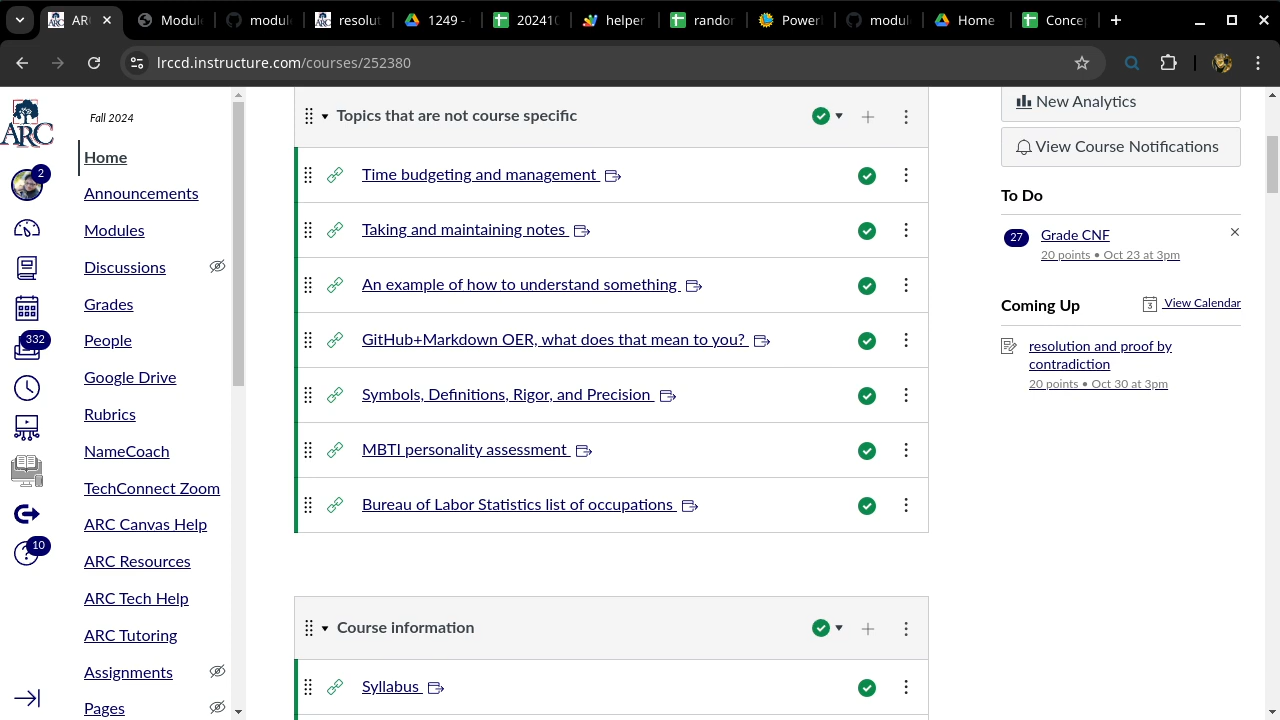 ARC
Modul
modul
resolut
1249 -
202410
helper
randor
Power
modul
Home
Conce
lrccd.instructure.com/courses/252380
ARC
Fall 2024
2
332
10
Home
Announcements
Modules
Discussions
Grades
People
Google Drive
Rubrics
NameCoach
TechConnect Zoom
ARC Canvas Help
ARC Resources
ARC Tech Help
ARC Tutoring
Assignments
Pages
Topics that are not course specific
Time budgeting and management
Taking and maintaining notes
An example of how to understand something
GitHub+Markdown OER, what does that mean to you?
Symbols, Definitions, Rigor, and Precision
MBTI personality assessment
Bureau of Labor Statistics list of occupations
Course information
Syllabus
New Analytics
View Course Notifications
To Do
27
Grade CNF
20 points • Oct 23 at 3pm
Coming Up
View Calendar
resolution and proof by
contradiction
20 points • Oct 30 at 3pm